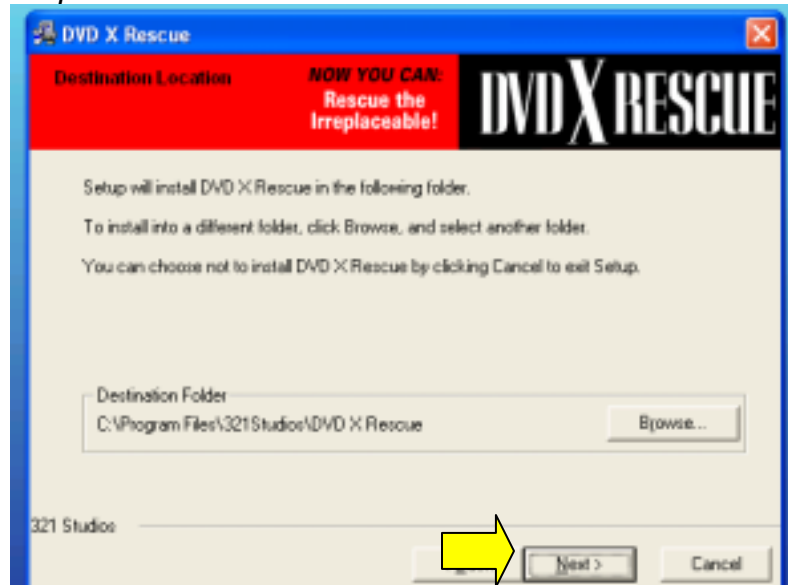 DVD X Rescue
Destination Location
NOW YOU CAN:
Rescue the
Irreplaceable!
DVD X RESCUE
Setup will install DVD X Rescue in the following folder.
To install into a different folder, click Browse, and select another folder.
You can choose not to install DVD X Rescue by clicking Cancel to exit Setup.
Destination Folder
C:\Program Files\321Studios\DVD X Rescue
Browse...
321 Studios
Next >
Cancel